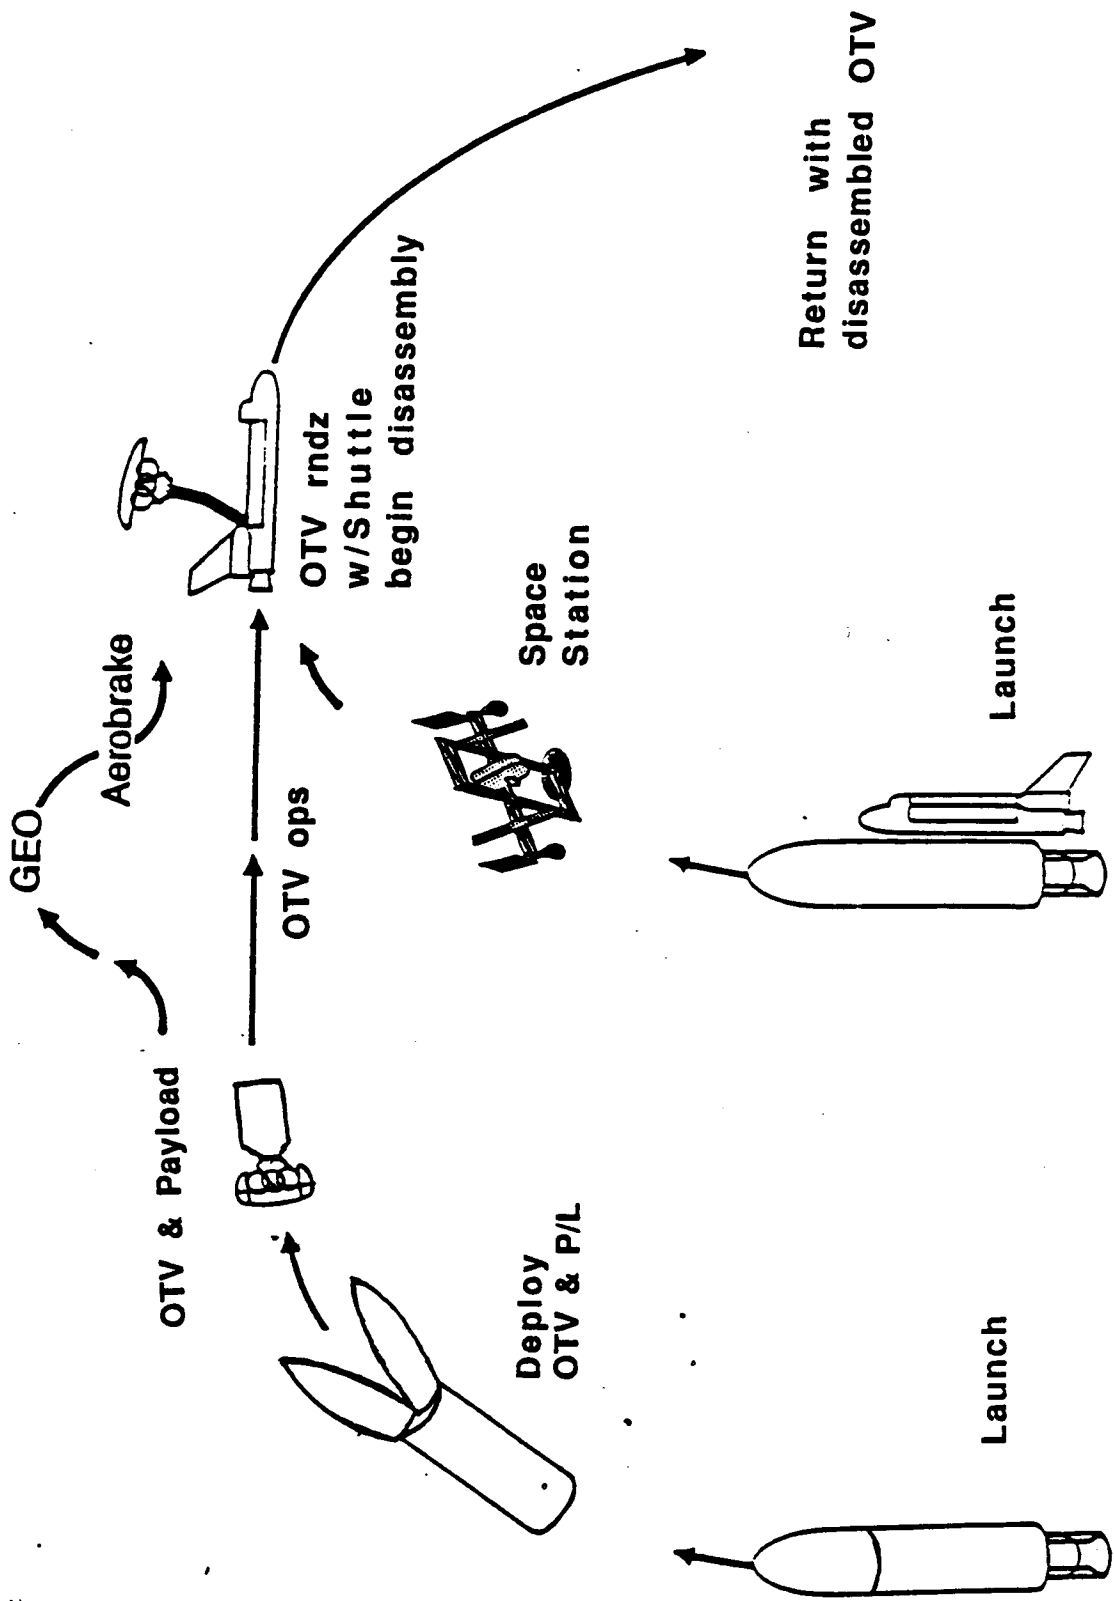 GEO
Aerobrake
OTV & Payload
OTV ops
OTV rndz
w/Shuttle
begin disassembly
Deploy
OTV & P/L
Space
Station
Return with
disassembled OTV
Launch
Launch